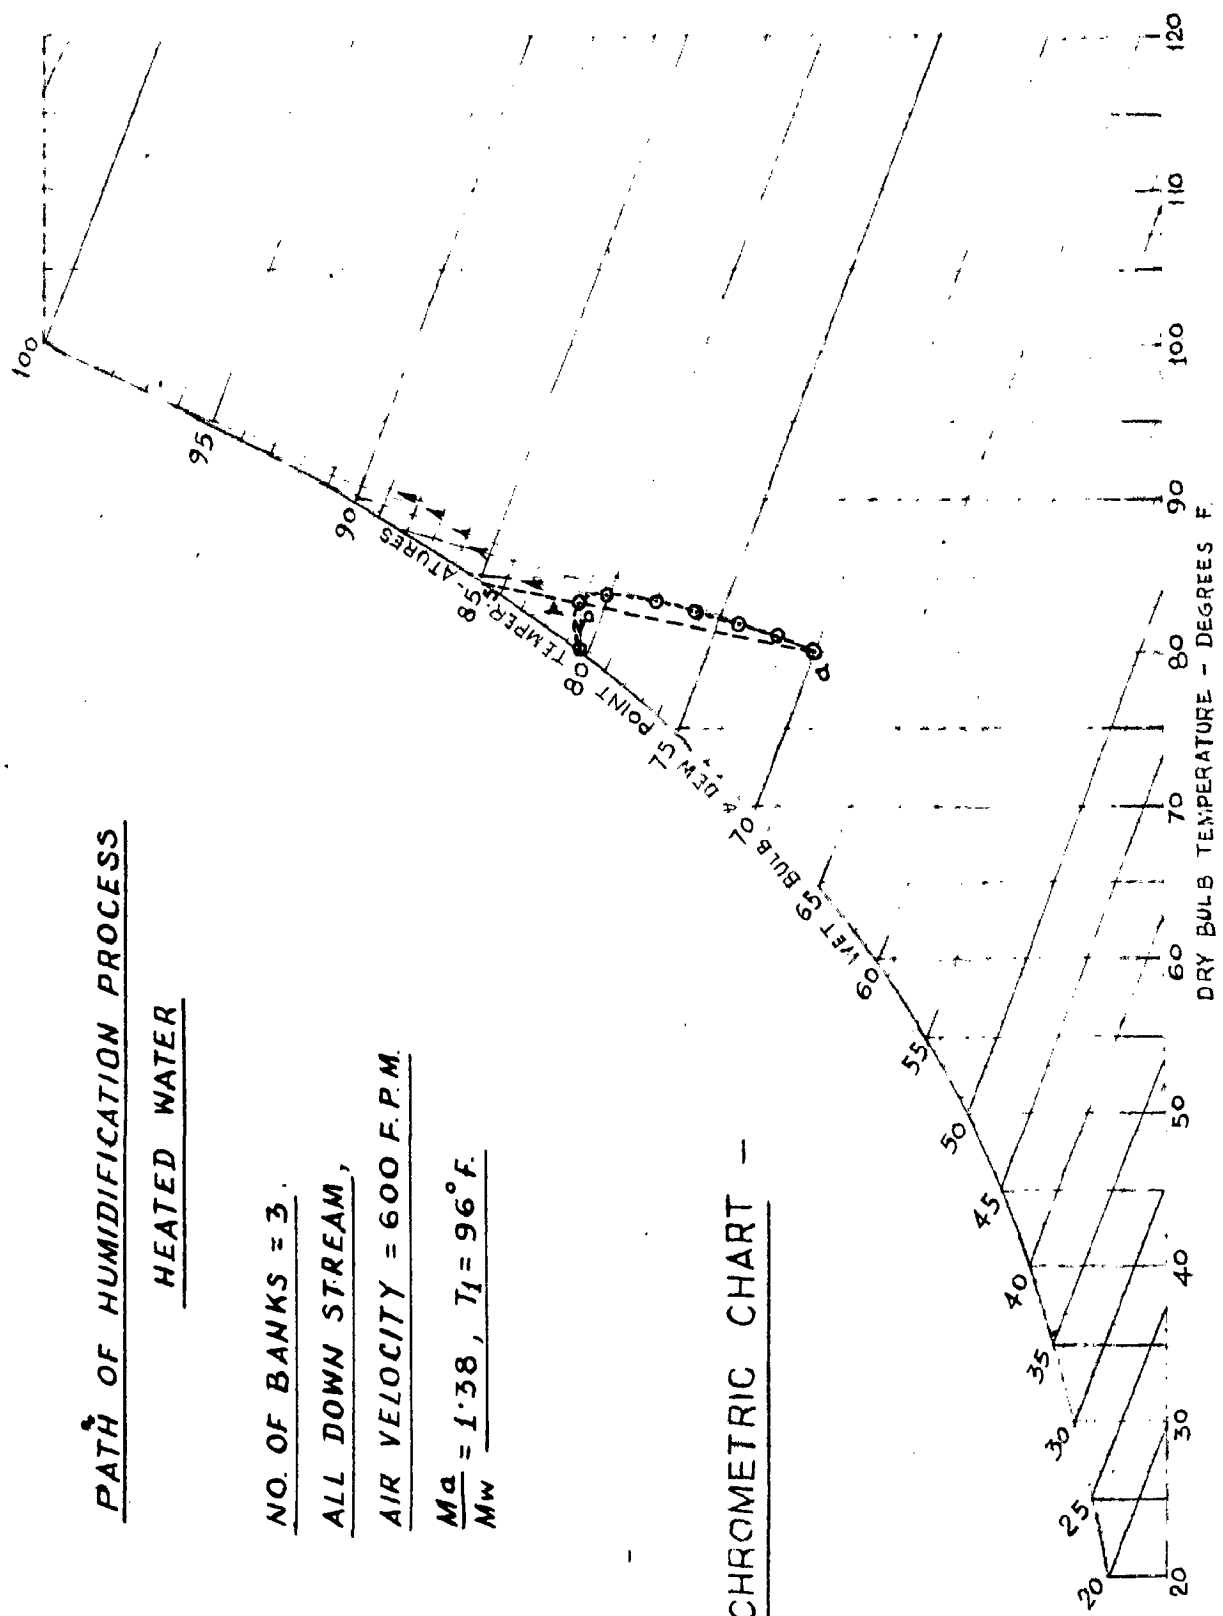 PATH OF HUMIDIFICATION PROCESS
HEATED WATER
NO. OF BANKS = 3.
ALL DOWN STREAM,
AIR VELOCITY = 600 F.P.M.
Ma/Mw = 1.38, T1 = 96°F.
CHROMETRIC CHART -
WET BULB & DEW POINT TEMPER-ATURES
20
25
30
35
40
45
50
55
60
65
70
75
80
85.5
90
95
100
a
b
20
30
40
50
60
70
80
90
100
110
120
DRY BULB TEMPERATURE - DEGREES F.